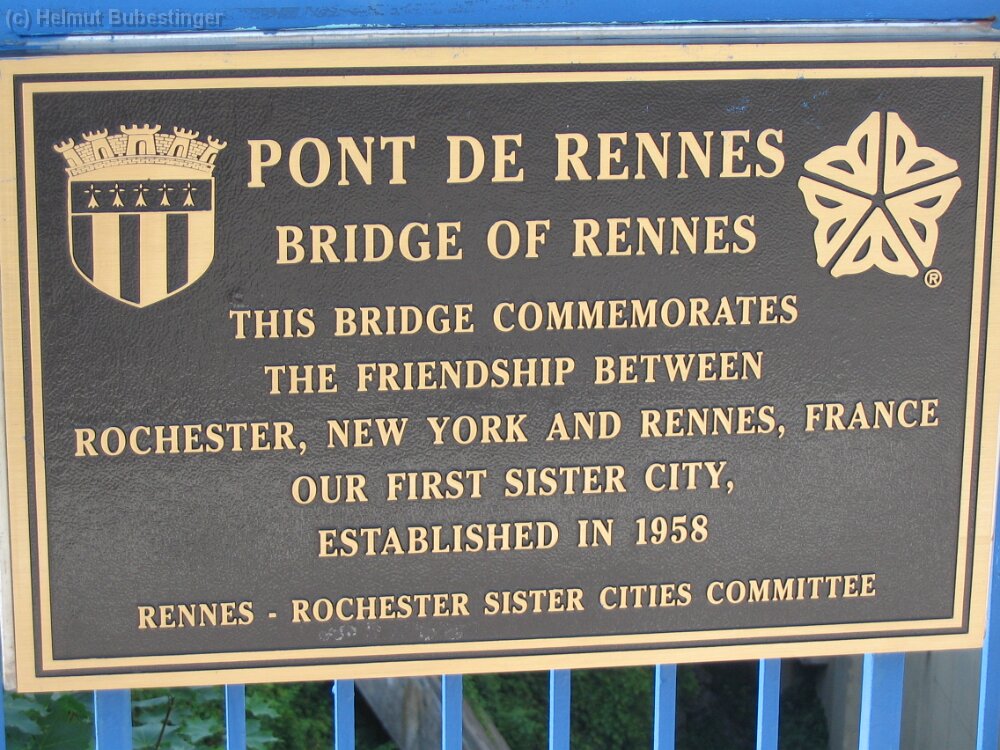 (c) Helmut Bubestinger
PONT DE RENNES
BRIDGE OF RENNES
®
THIS BRIDGE COMMEMORATES
THE FRIENDSHIP BETWEEN
ROCHESTER, NEW YORK AND RENNES, FRANCE
OUR FIRST SISTER CITY,
ESTABLISHED IN 1958
RENNES - ROCHESTER SISTER CITIES COMMITTEE